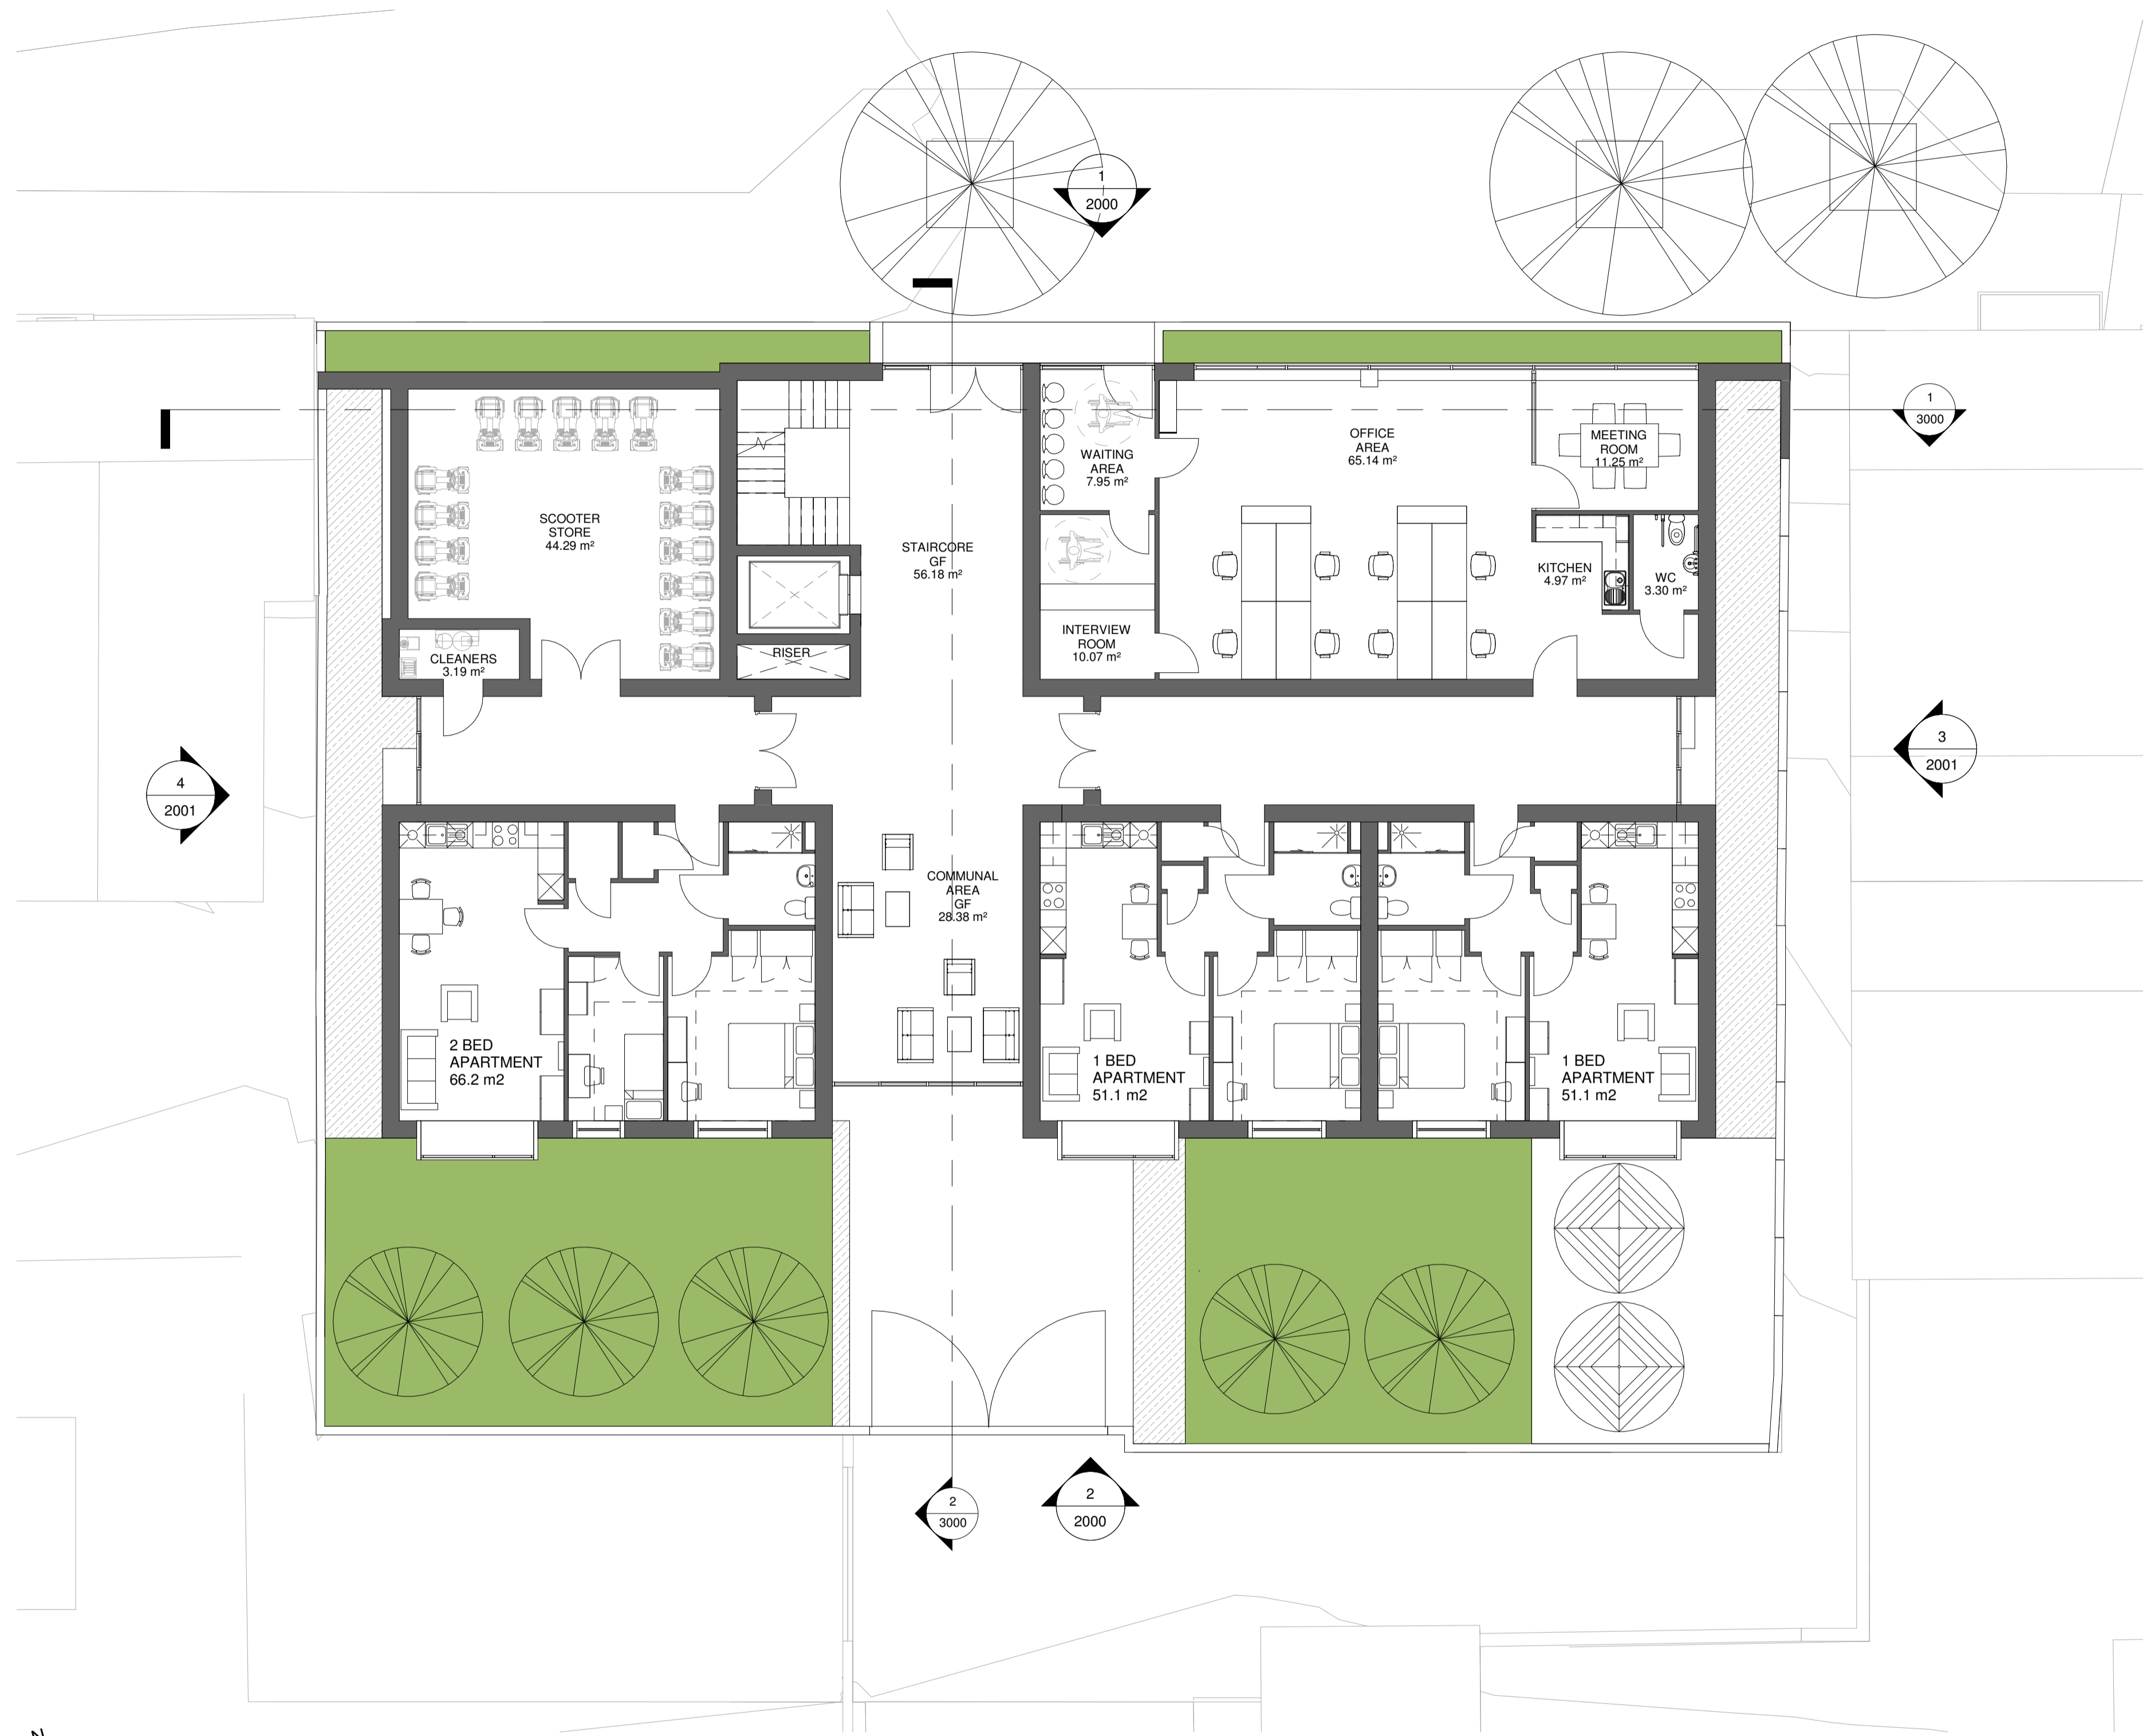 1
2000
1
3000
OFFICE
AREA
65.14 m²
MEETING
ROOM
11.25 m²
WAITING
AREA
7.95 m²
SCOOTER
STORE
44.29 m²
STAIRCORE
GF
56.18 m²
KITCHEN
4.97 m²
WC
3.30 m²
INTERVIEW
ROOM
10.07 m²
RISER
CLEANERS
3.19 m²
3
2001
4
2001
COMMUNAL
AREA
GF
28.38 m²
2 BED
APARTMENT
66.2 m2
1 BED
APARTMENT
51.1 m2
1 BED
APARTMENT
51.1 m2
2
3000
2
2000
N